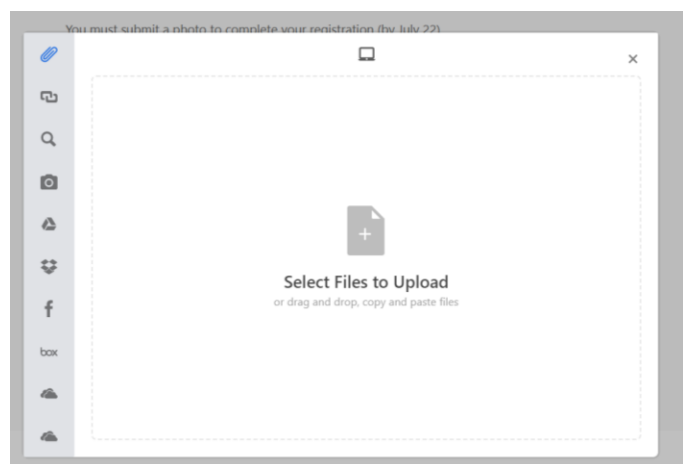 You must submit a photo to complete your registration (by July 22)
Select Files to Upload
or drag and drop, copy and paste files
box